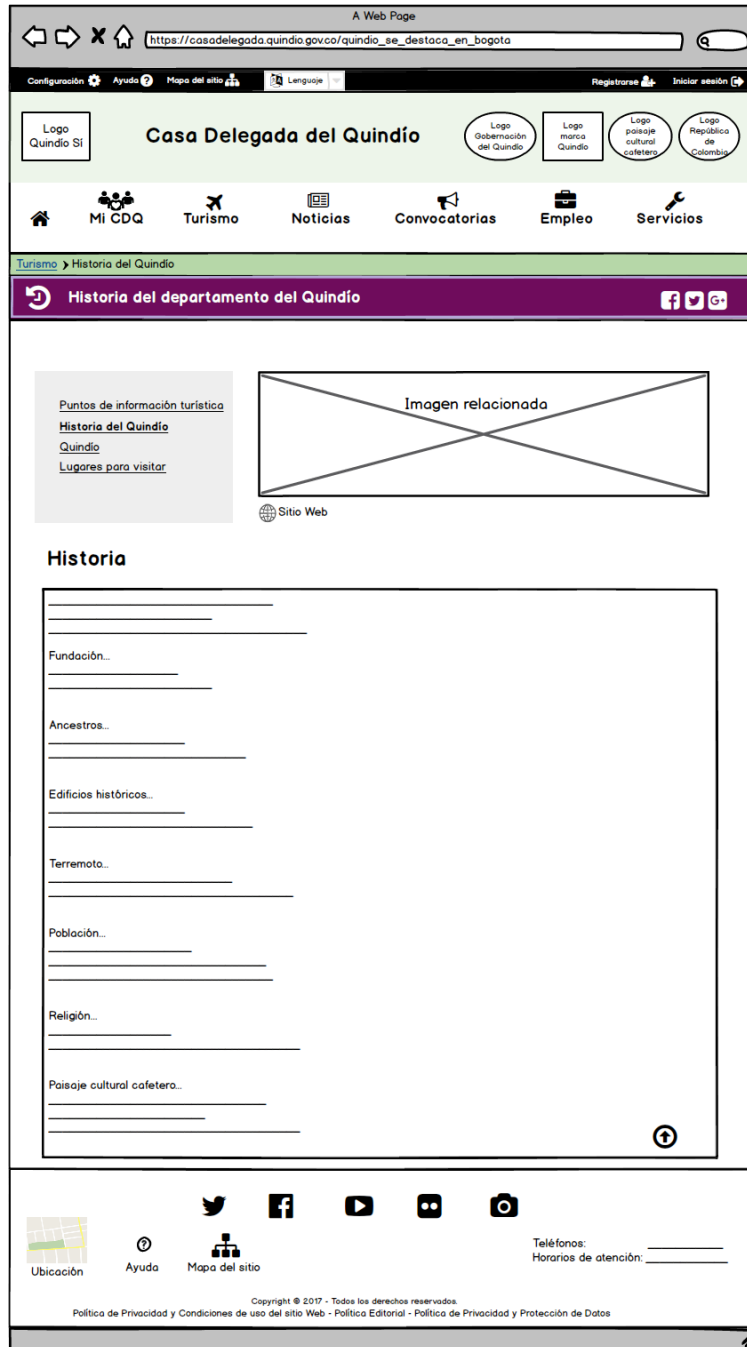 A Web Page
https://casadelegada.quindio.gov.co/quindio_se_destaca_en_bogota
Configuración Ayuda Mapa del sitio Lenguaje Registrarse Iniciar sesión
Logo
Quindío Sí
Casa Delegada del Quindío
Logo
Gobernación
del Quindío
Logo
marca
Quindío
Logo
paisaje
cultural
cafetero
Logo
República
de
Colombia
Mi CDQ Turismo Noticias Convocatorias Empleo Servicios
Turismo > Historia del Quindío
Historia del departamento del Quindío
Puntos de información turística
Historia del Quindío
Quindío
Lugares para visitar
Imagen relacionada
Sitio Web
Historia
Fundación...
Ancestros...
Edificios históricos...
Terremoto...
Población...
Religión...
Paisaje cultural cafetero...
Ubicación
Ayuda
Mapa del sitio
Teléfonos:
Horarios de atención:
Copyright © 2017 - Todos los derechos reservados.
Política de Privacidad y Condiciones de uso del sitio Web - Política Editorial - Política de Privacidad y Protección de Datos